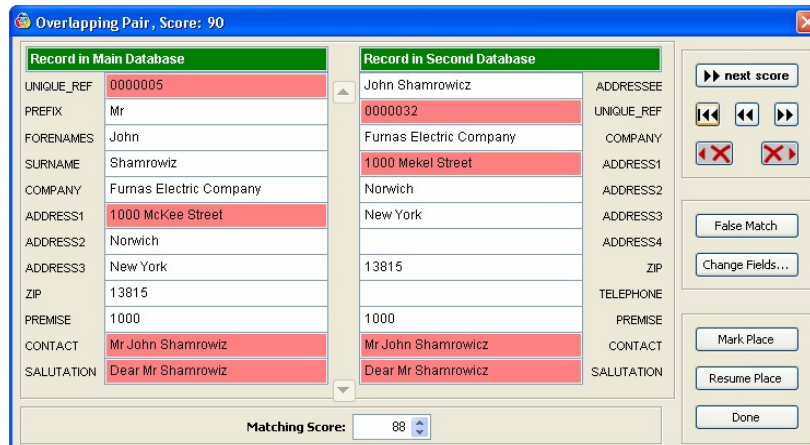 Overlapping Pair, Score: 90
Record in Main Database Record in Second Database
UNIQUE_REF 0000005 John Shamrowicz ADDRESSEE
PREFIX Mr 0000032 UNIQUE_REF
FORENAMES John Furnas Electric Company COMPANY
SURNAME Shamrowiz 1000 Mekel Street ADDRESS1
COMPANY Furnas Electric Company Norwich ADDRESS2
ADDRESS1 1000 McKee Street New York ADDRESS3
ADDRESS2 Norwich ADDRESS4
ADDRESS3 New York 13815 ZIP
ZIP 13815 TELEPHONE
PREMISE 1000 1000 PREMISE
CONTACT Mr John Shamrowiz Mr John Shamrowicz CONTACT
SALUTATION Dear Mr Shamrowiz Dear Mr Shamrowicz SALUTATION
Matching Score: 88
next score
False Match
Change Fields...
Mark Place
Resume Place
Done